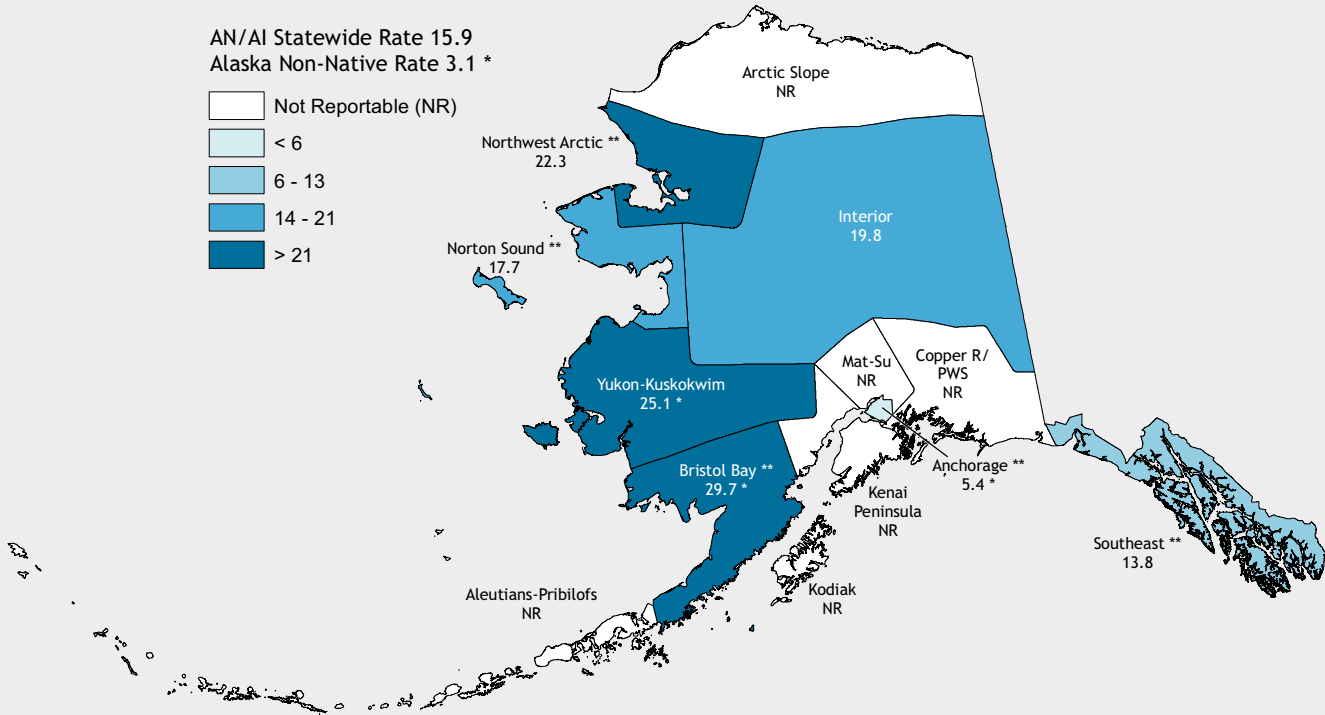 AN/AI Statewide Rate 15.9
Alaska Non-Native Rate 3.1 *
Not Reportable (NR)
< 6
6 - 13
14 - 21
> 21
Arctic Slope
NR
Northwest Arctic **
22.3
Interior
19.8
Norton Sound **
17.7
Mat-Su
NR
Copper R/
PWS
NR
Yukon-Kuskokwim
25.1 *
Anchorage **
5.4 *
Bristol Bay **
29.7 *
Kenai
Peninsula
NR
Southeast **
13.8
Kodiak
NR
Aleutians-Pribilofs
NR